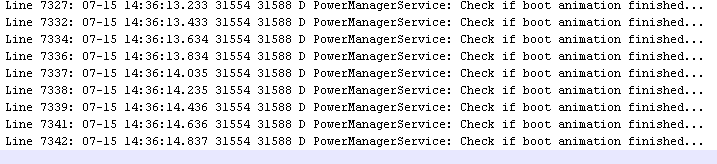 Line 7327: 07-15 14:36:13.233 31554 31588 D PowerManagerService: Check if boot animation finished...
Line 7332: 07-15 14:36:13.433 31554 31588 D PowerManagerService: Check if boot animation finished...
Line 7334: 07-15 14:36:13.634 31554 31588 D PowerManagerService: Check if boot animation finished...
Line 7336: 07-15 14:36:13.834 31554 31588 D PowerManagerService: Check if boot animation finished...
Line 7337: 07-15 14:36:14.035 31554 31588 D PowerManagerService: Check if boot animation finished...
Line 7338: 07-15 14:36:14.235 31554 31588 D PowerManagerService: Check if boot animation finished...
Line 7339: 07-15 14:36:14.436 31554 31588 D PowerManagerService: Check if boot animation finished...
Line 7341: 07-15 14:36:14.636 31554 31588 D PowerManagerService: Check if boot animation finished...
Line 7342: 07-15 14:36:14.837 31554 31588 D PowerManagerService: Check if boot animation finished...